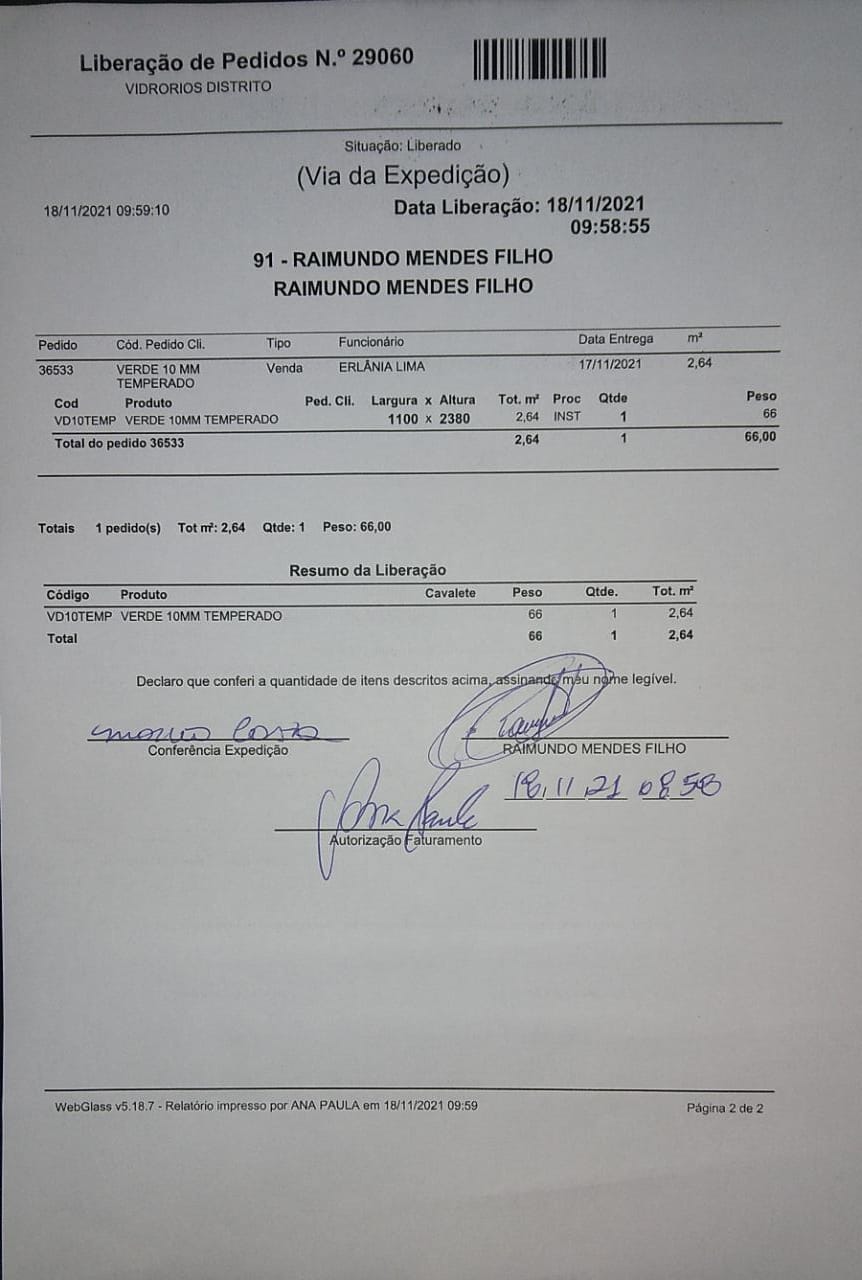 Liberação de Pedidos N.º 29060
VIDRORIOS DISTRITO
Situação: Liberado
(Via da Expedição)
18/11/2021 09:59:10 Data Liberação: 18/11/2021
09:58:55
91 - RAIMUNDO MENDES FILHO
RAIMUNDO MENDES FILHO
Pedido Cód. Pedido Cli. Tipo Funcionário Data Entrega m²
36533 VERDE 10 MM Venda ERLÂNIA LIMA 17/11/2021 2,64
TEMPERADO
Cod Produto Ped. Cli. Largura x Altura Tot. m² Proc Qtde Peso
VD10TEMP VERDE 10MM TEMPERADO 1100 x 2380 2,64 INST 1 66
Total do pedido 36533 2,64 1 66,00
Totais 1 pedido(s) Tot m²: 2,64 Qtde: 1 Peso: 66,00
Resumo da Liberação
Código Produto Cavalete Peso Qtde. Tot. m²
VD10TEMP VERDE 10MM TEMPERADO 66 1 2,64
Total 66 1 2,64
Declaro que conferi a quantidade de itens descritos acima, assinando meu nome legível.
Costa
Conferência Expedição RAIMUNDO MENDES FILHO
18,11,21 08 58
Ana Paula
Autorização Faturamento
WebGlass v5.18.7 - Relatório impresso por ANA PAULA em 18/11/2021 09:59 Página 2 de 2